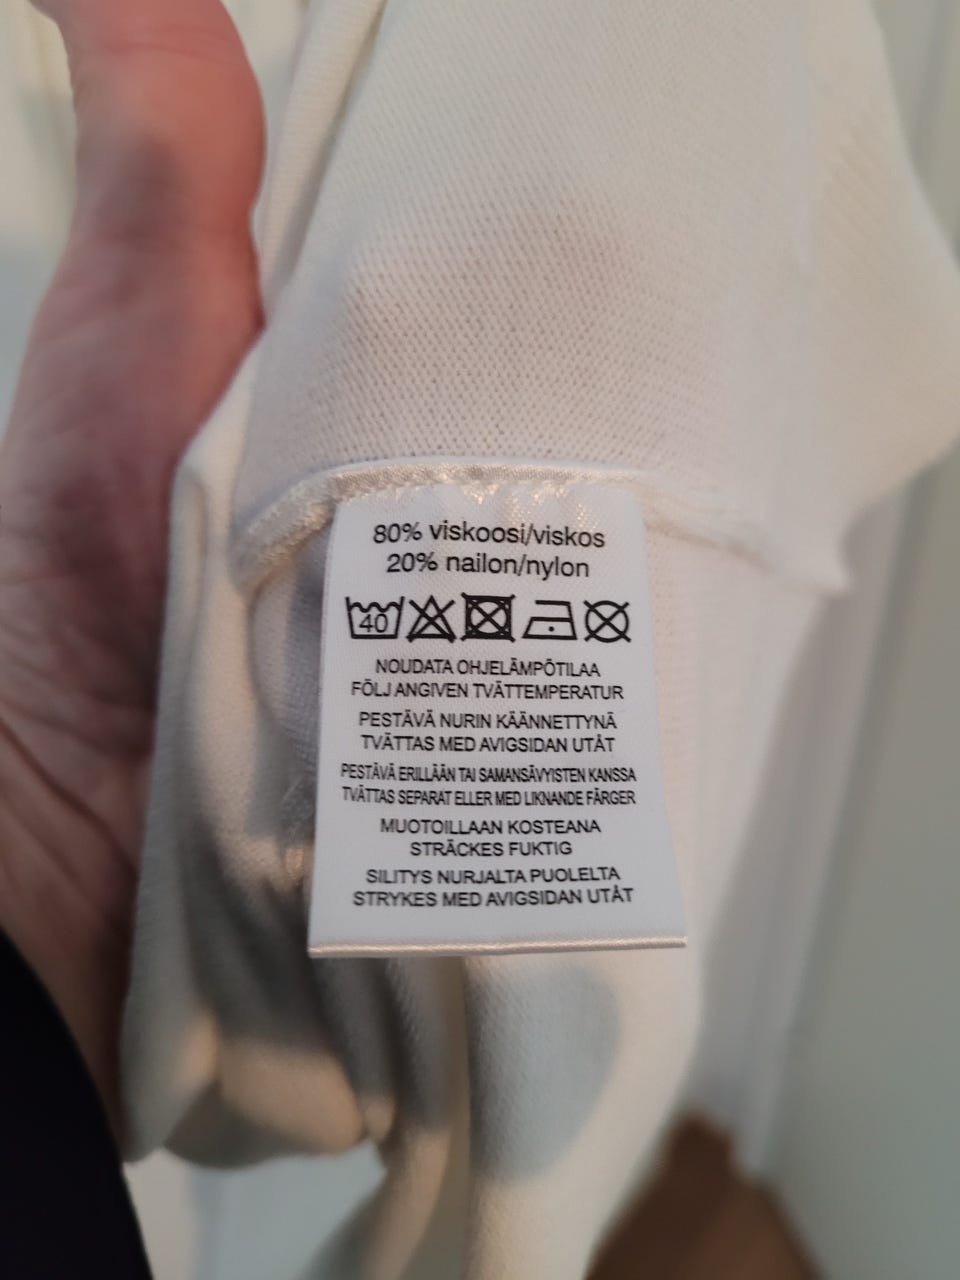 80% viskoosi/viskos
20% nailon/nylon
40
NOUDATA OHJELÄMPÖTILAA
FÖLJ ANGIVEN TVÄTTEMPERATUR
PESTÄVÄ NURIN KÄÄNNETTYNÄ
TVÄTTAS MED AVIGSIDAN UTÅT
PESTÄVÄ ERILLÄÄN TAI SAMANSÄVYISTEN KANSSA
TVÄTTAS SEPARAT ELLER MED LIKNANDE FÄRGER
MUOTOILLAAN KOSTEANA
STRÄCKES FUKTIG
SILITYS NURJALTA PUOLELTA
STRYKES MED AVIGSIDAN UTÅT